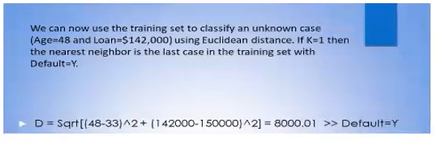 We can now use the training set to classify an unknown case
(Age=48 and Loan=$142,000) using Euclidean distance. If K=1 then
the nearest neighbor is the last case in the training set with
Default=Y.
D = Sqrt[(48-33)^2 + (142000-150000)^2] = 8000.01 >> Default=Y